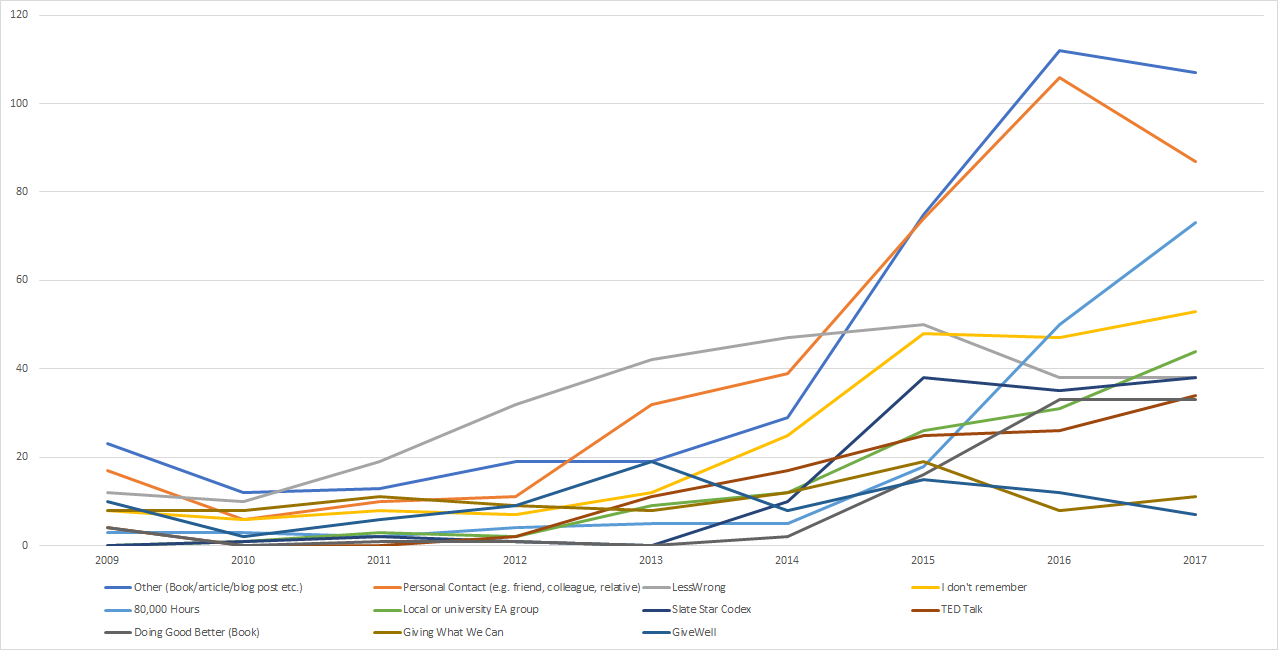 120
100
80
60
40
20
0
2009 2010 2011 2012 2013 2014 2015 2016 2017
Other (Book/article/blog post etc.) Personal Contact (e.g. friend, colleague, relative) LessWrong I don't remember
80,000 Hours Local or university EA group Slate Star Codex TED Talk
Doing Good Better (Book) Giving What We Can GiveWell